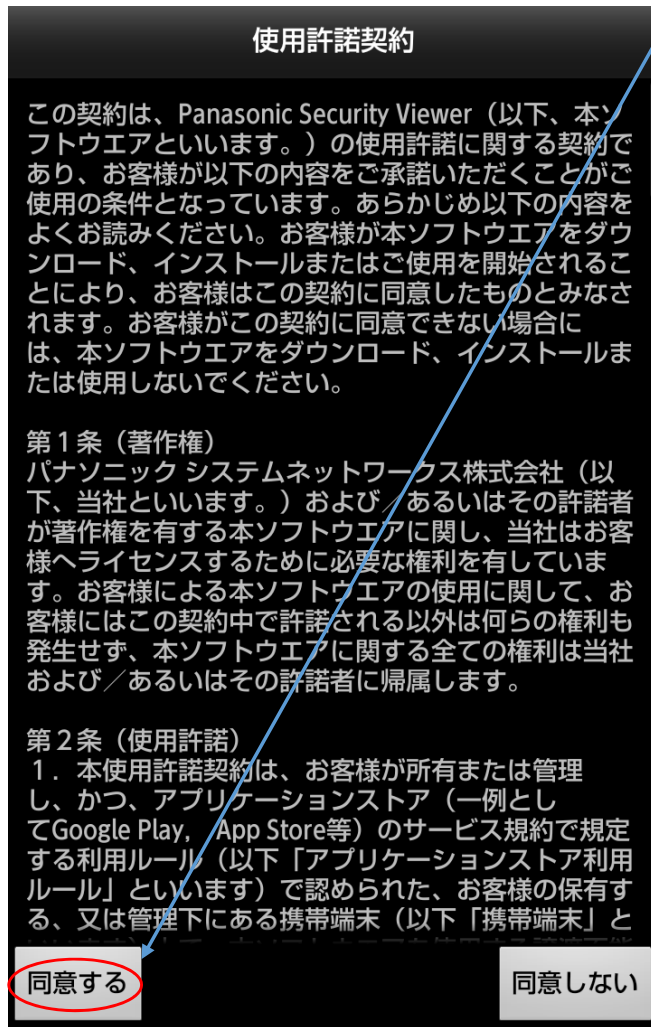 使用許諾契約
この契約は、Panasonic Security Viewer（以下、本ソ
フトウエアといいます。）の使用許諾に関する契約で
あり、お客様が以下の内容をご承諾いただくことがご
使用の条件となっています。あらかじめ以下の内容を
よくお読みください。お客様が本ソフトウエアをダウ
ンロード、インストールまたはご使用を開始されるこ
とにより、お客様はこの契約に同意したものとみなさ
れます。お客様がこの契約に同意できない場合に
は、本ソフトウエアをダウンロード、インストールま
たは使用しないでください。
第１条（著作権）
パナソニック システムネットワークス株式会社（以
下、当社といいます。）および／あるいはその許諾者
が著作権を有する本ソフトウエアに関し、当社はお客
様へライセンスするために必要な権利を有していま
す。お客様による本ソフトウエアの使用に関して、お
客様にはこの契約中で許諾される以外は何らの権利も
発生せず、本ソフトウエアに関する全ての権利は当社
および／あるいはその許諾者に帰属します。
第２条（使用許諾）
１．本使用許諾契約は、お客様が所有または管理
し、かつ、アプリケーションストア（一例とし
てGoogle Play, App Store等）のサービス規約で規定
する利用ルール（以下「アプリケーションストア利用
ルール」といいます）で認められた、お客様の保有す
る、又は管理下にある携帯端末（以下「携帯端末」と
同意する
同意しない